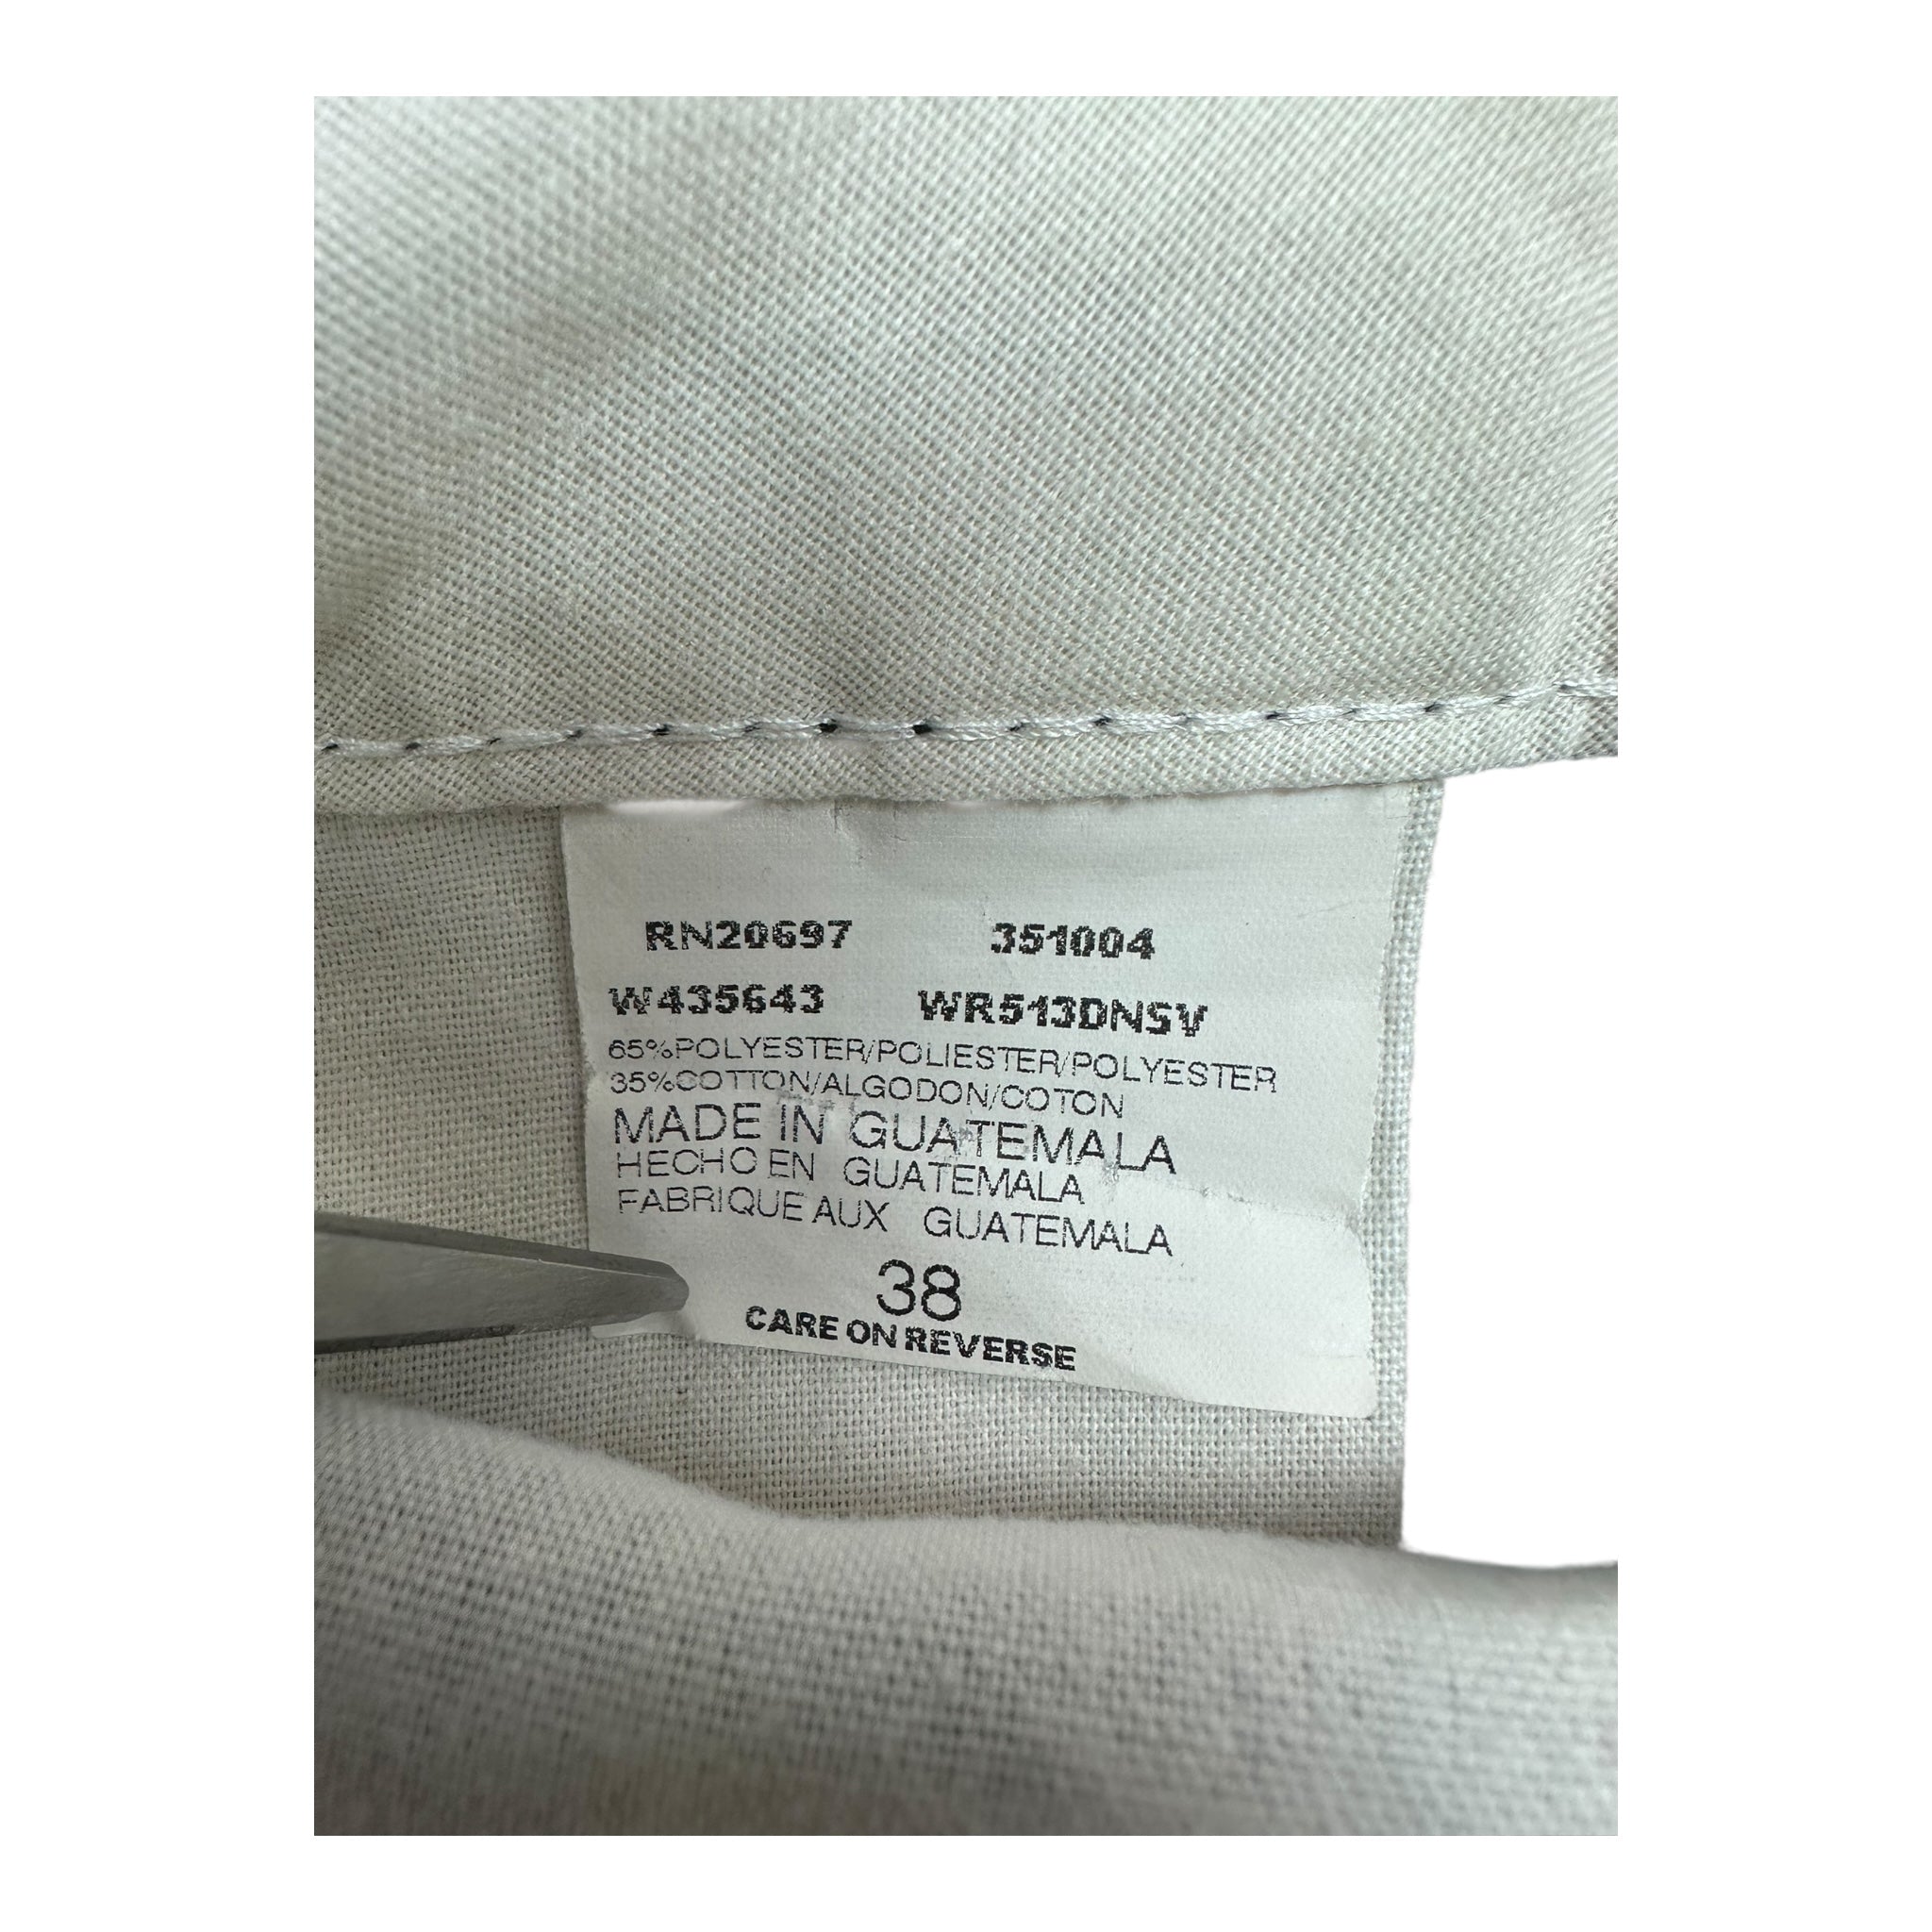 RN20697 351004
W435643 WR513DNSV
65%POLYESTER/POLIESTER/POLYESTER
35%COTTON/ALGODON/COTON
MADE IN GUATEMALA
HECHO EN GUATEMALA
FABRIQUE AUX GUATEMALA
38
CARE ON REVERSE